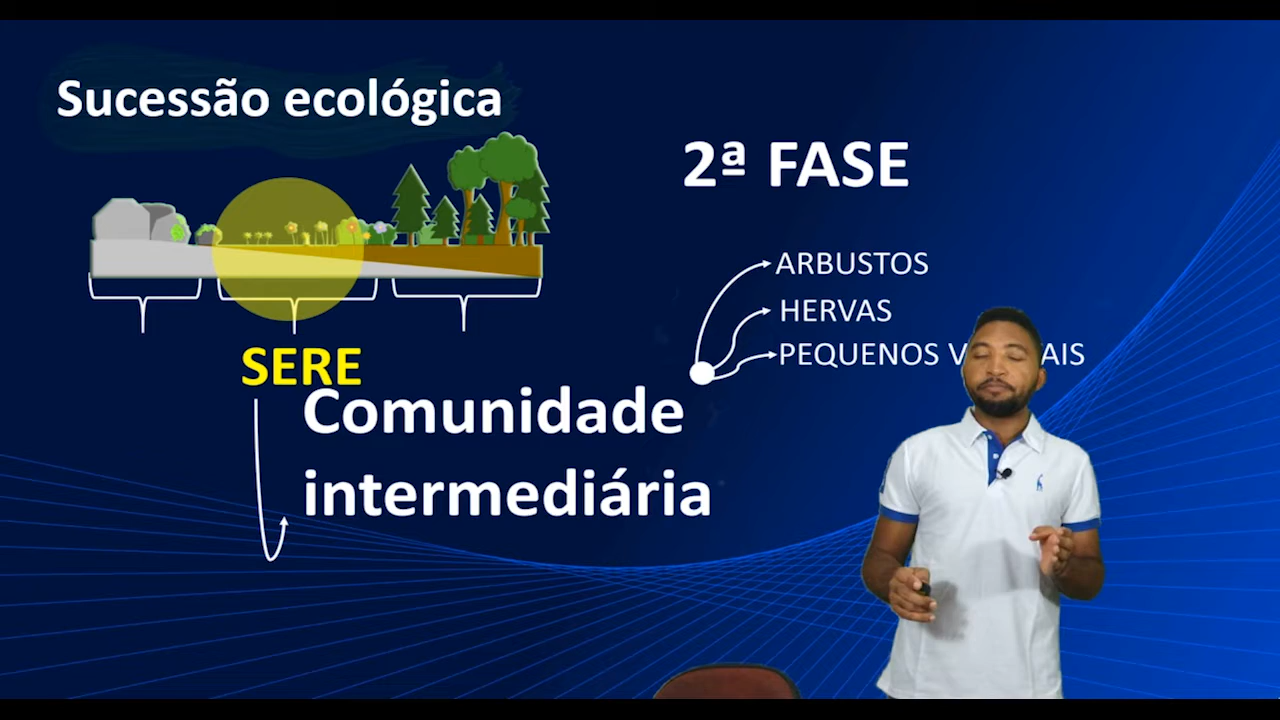 Sucessão ecológica
2ª FASE
ARBUSTOS
HERVAS
PEQUENOS
SERE
Comunidade
intermediária